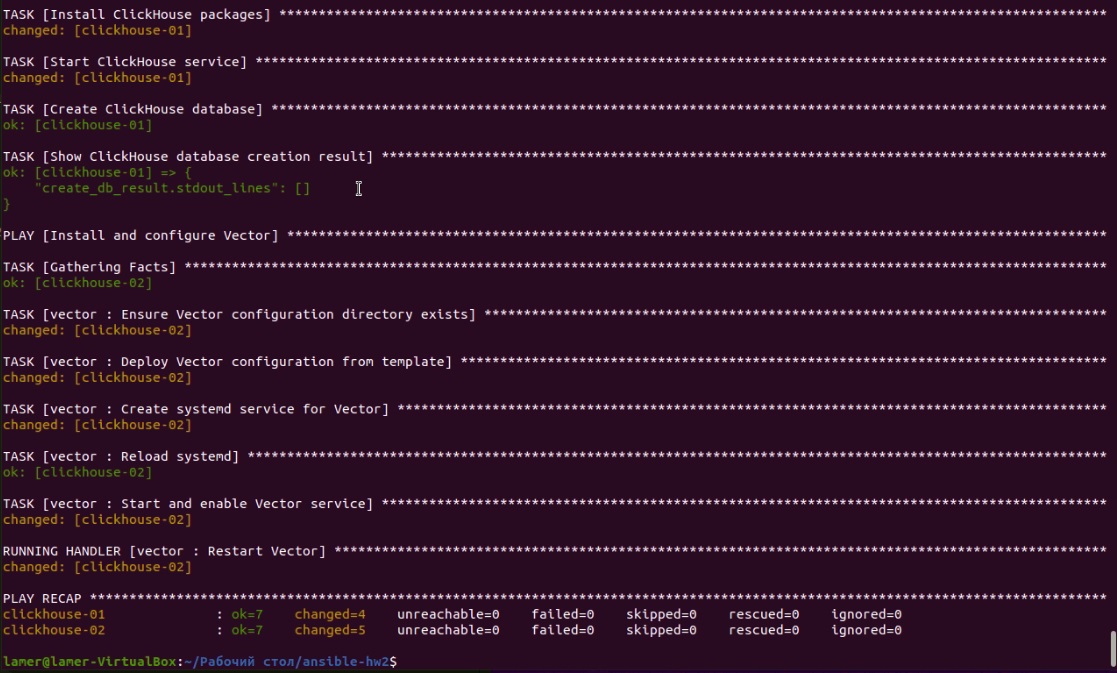 TASK [Install ClickHouse packages] *********************************************************************************************************
changed: [clickhouse-01]
TASK [Start ClickHouse service] ************************************************************************************************************
changed: [clickhouse-01]
TASK [Create ClickHouse database] **********************************************************************************************************
ok: [clickhouse-01]
TASK [Show ClickHouse database creation result] ********************************************************************************************
ok: [clickhouse-01] => {
    "create_db_result.stdout_lines": []
}
PLAY [Install and configure Vector] ********************************************************************************************************
TASK [Gathering Facts] *********************************************************************************************************************
ok: [clickhouse-02]
TASK [vector : Ensure Vector configuration directory exists] *******************************************************************************
changed: [clickhouse-02]
TASK [vector : Deploy Vector configuration from template] **********************************************************************************
changed: [clickhouse-02]
TASK [vector : Create systemd service for Vector] ******************************************************************************************
changed: [clickhouse-02]
TASK [vector : Reload systemd] *************************************************************************************************************
ok: [clickhouse-02]
TASK [vector : Start and enable Vector service] ********************************************************************************************
changed: [clickhouse-02]
RUNNING HANDLER [vector : Restart Vector] **************************************************************************************************
changed: [clickhouse-02]
PLAY RECAP *********************************************************************************************************************************
clickhouse-01              : ok=7    changed=4    unreachable=0    failed=0    skipped=0    rescued=0    ignored=0
clickhouse-02              : ok=7    changed=5    unreachable=0    failed=0    skipped=0    rescued=0    ignored=0
lamer@lamer-VirtualBox:~/Рабочий стол/ansible-hw2$